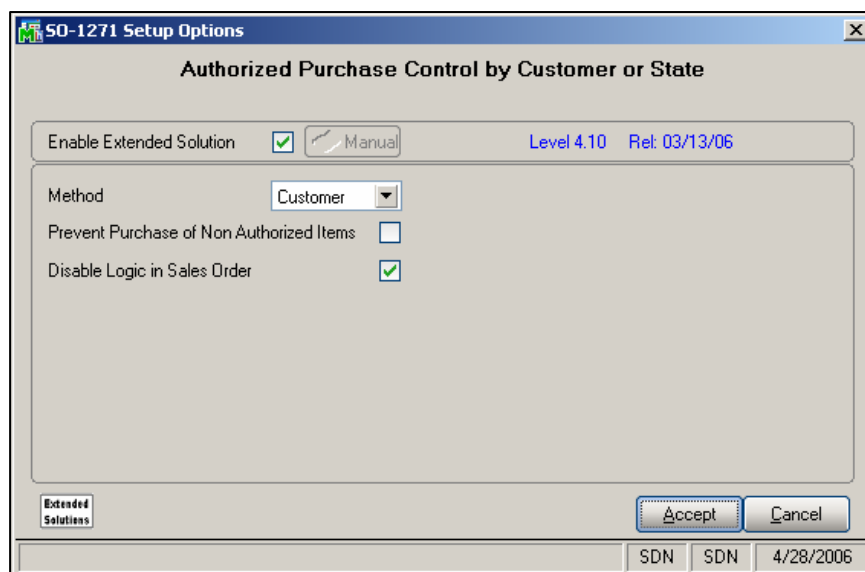 SO-1271 Setup Options
Authorized Purchase Control by Customer or State
Enable Extended Solution Manual Level 4.10 Rel: 03/13/06
Method Customer
Prevent Purchase of Non Authorized Items
Disable Logic in Sales Order
Extended
Solutions
Accept Cancel
SDN SDN 4/28/2006